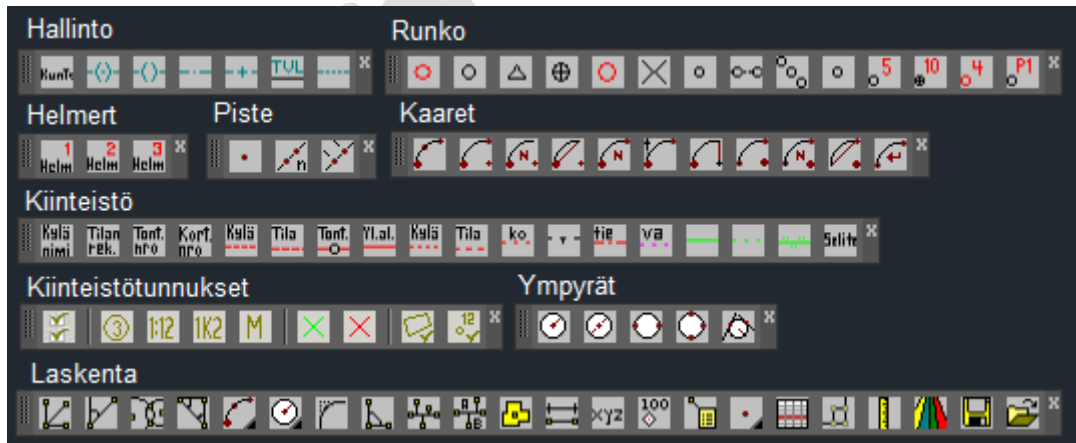 Hallinto
KunTe TVL
Runko
5 10 4 P1
Helmert
1 Helm 2 Helm 3 Helm
Piste
n
Kaaret
N N N
Kiinteistö
Kylä nimi Tilan rek. Tont. nro Kort. nro Kylä Tila Tont. Yl.al. Kylä Tila ko tie va Selite
Kiinteistötunnukset
3 1:12 1K2 M 12
Ympyrät
Laskenta
A B xyz 100